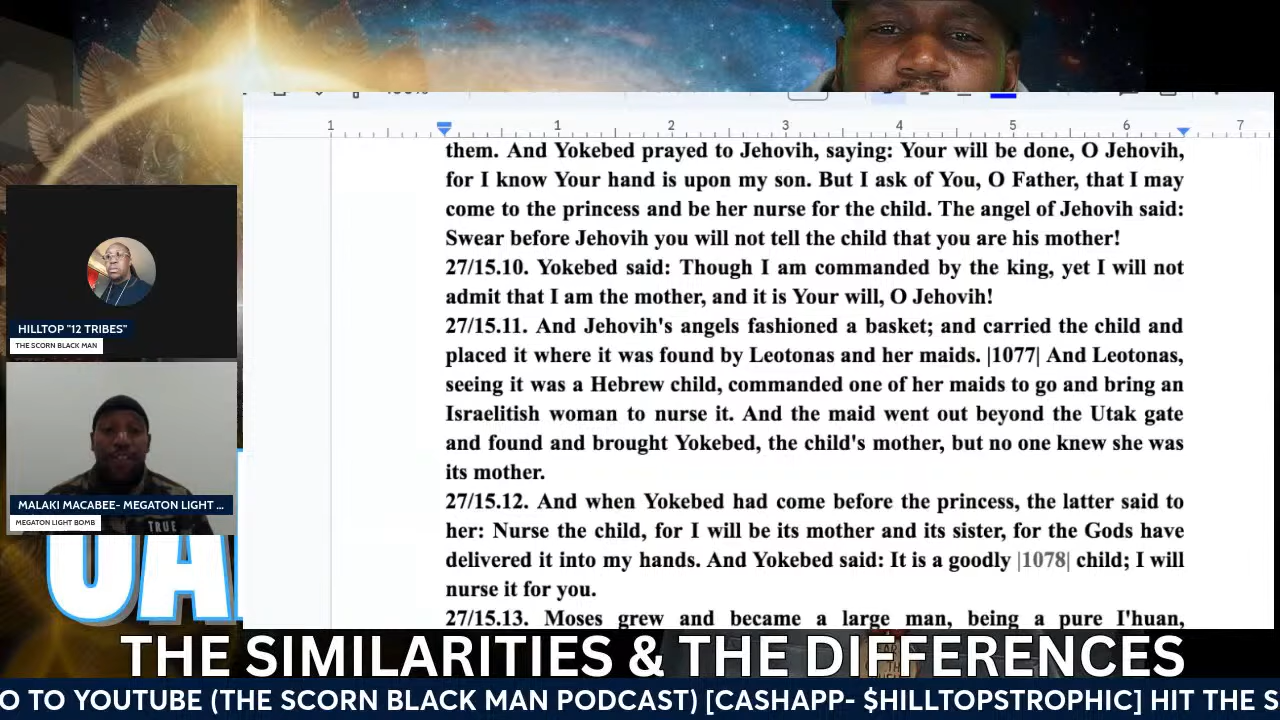 1 1 2 3 4 5 6 7
them. And Yokebed prayed to Jehovih, saying: Your will be done, O Jehovih,
for I know Your hand is upon my son. But I ask of You, O Father, that I may
come to the princess and be her nurse for the child. The angel of Jehovih said:
Swear before Jehovih you will not tell the child that you are his mother!
27/15.10. Yokebed said: Though I am commanded by the king, yet I will not
admit that I am the mother, and it is Your will, O Jehovih!
27/15.11. And Jehovih's angels fashioned a basket; and carried the child and
placed it where it was found by Leotonas and her maids. |1077| And Leotonas,
seeing it was a Hebrew child, commanded one of her maids to go and bring an
Israelitish woman to nurse it. And the maid went out beyond the Utak gate
and found and brought Yokebed, the child's mother, but no one knew she was
its mother.
27/15.12. And when Yokebed had come before the princess, the latter said to
her: Nurse the child, for I will be its mother and its sister, for the Gods have
delivered it into my hands. And Yokebed said: It is a goodly |1078| child; I will
nurse it for you.
27/15.13. Moses grew and became a large man, being a pure I'huan,
HILLTOP "12 TRIBES"
THE SCORN BLACK MAN
MALAKI MACABEE- MEGATON LIGHT ...
MEGATON LIGHT BOMB
TRUE
THE SIMILARITIES & THE DIFFERENCES
O TO YOUTUBE (THE SCORN BLACK MAN PODCAST) [CASHAPP- $HILLTOPSTROPHIC] HIT THE S